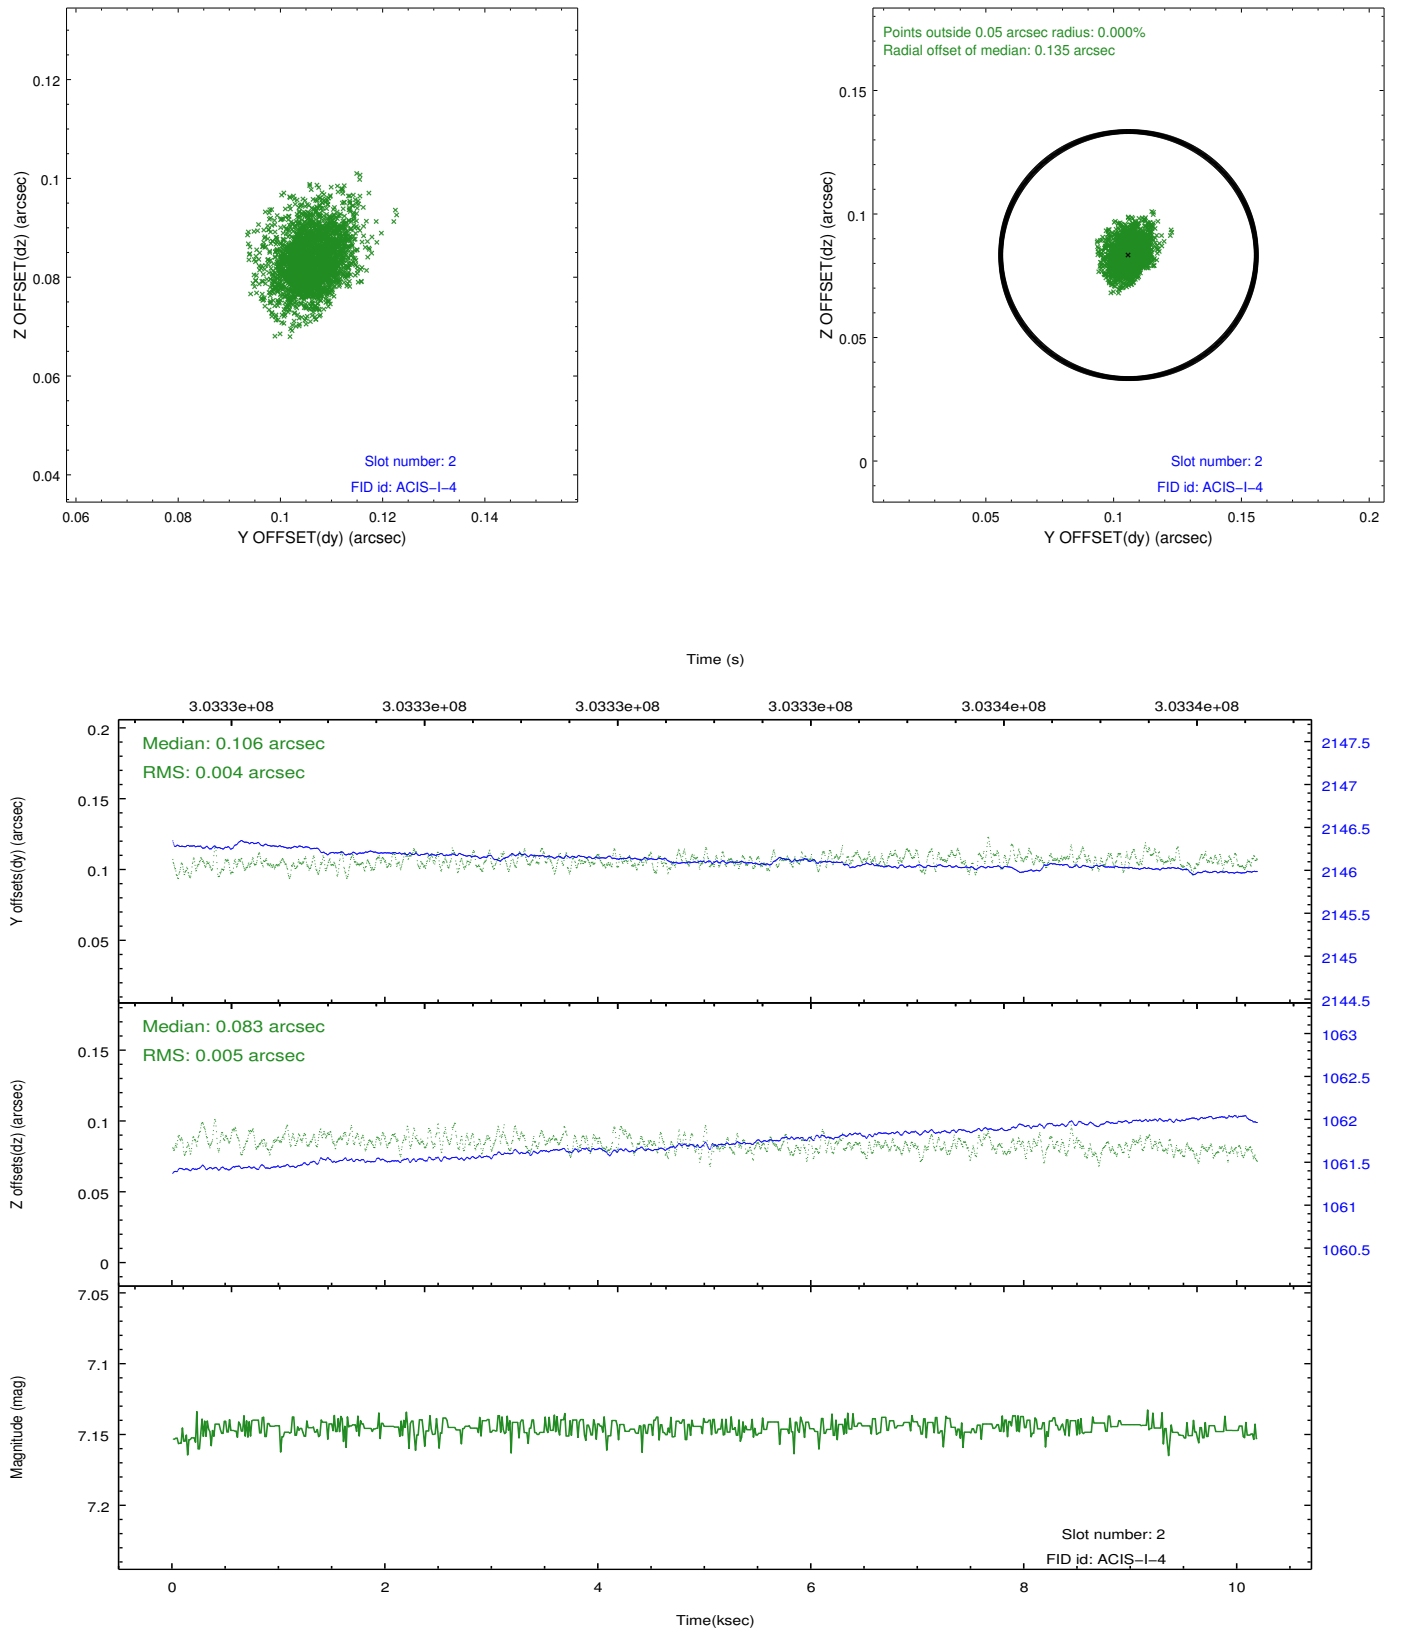 0.12
0.1
0.08
0.06
0.04
Z OFFSET(dz) (arcsec)
Slot number: 2
FID id: ACIS−I−4
0.06 0.08 0.1 0.12 0.14
Y OFFSET(dy) (arcsec)
Points outside 0.05 arcsec radius: 0.000%
Radial offset of median: 0.135 arcsec
0.15
0.1
0.05
0
Z OFFSET(dz) (arcsec)
Slot number: 2
FID id: ACIS−I−4
0.05 0.1 0.15 0.2
Y OFFSET(dy) (arcsec)
Time (s)
3.0333e+08 3.0333e+08 3.0333e+08 3.0333e+08 3.0334e+08 3.0334e+08
Median: 0.106 arcsec
RMS: 0.004 arcsec
0.2
0.15
0.1
0.05
Y offsets(dy) (arcsec)
2147.5
2147
2146.5
2146
2145.5
2145
2144.5
Median: 0.083 arcsec
RMS: 0.005 arcsec
0.15
0.1
0.05
0
Z offsets(dz) (arcsec)
1063
1062.5
1062
1061.5
1061
1060.5
7.05
7.1
7.15
7.2
Magnitude (mag)
Slot number: 2
FID id: ACIS−I−4
0 2 4 6 8 10
Time(ksec)